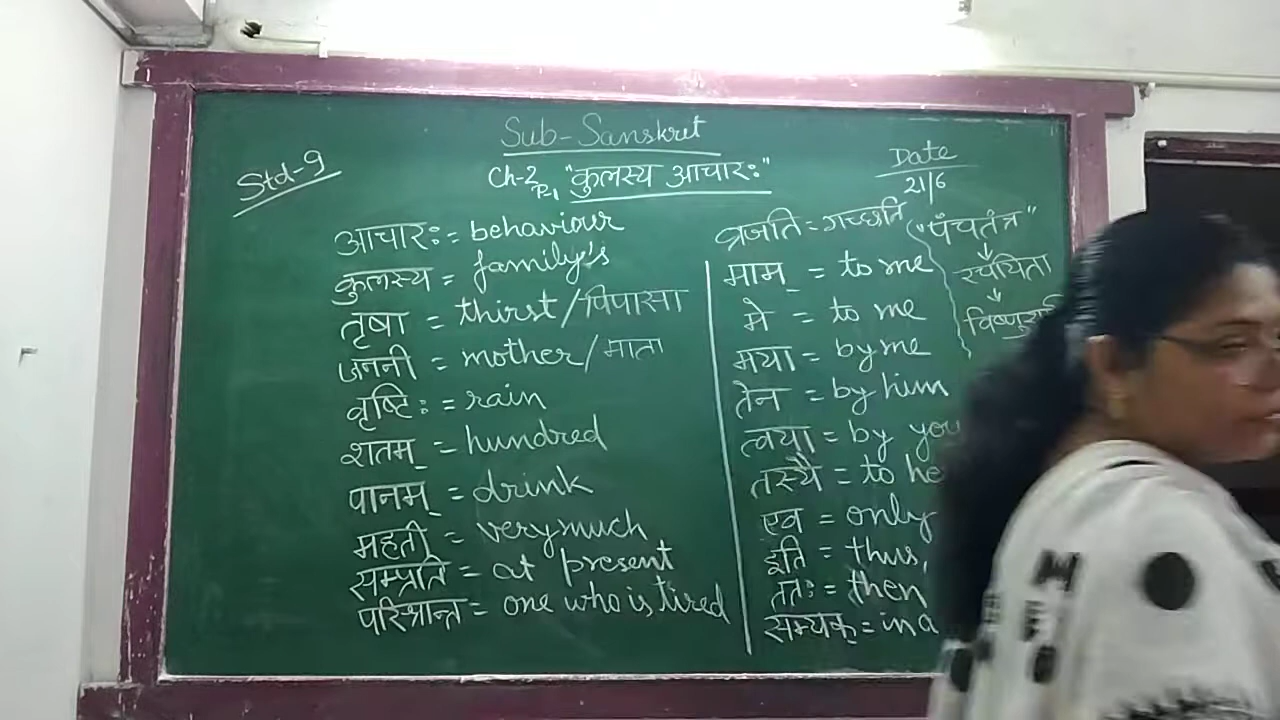 Sub-Sanskrit
Std-9
Ch-2, "कुलस्य आचारः"
Date
21/6
आचारः = behaviour
कुलस्य = family's
तृषा = thirst/पिपासा
जननी = mother/माता
वृष्टिः = rain
शतम् = hundred
पानम् = drink
महती = very much
सम्प्रति = at present
परिश्रान्त = one who is tired
व्रजति = गच्छति
माम् = to me
मे = to me
मया = by me
तेन = by him
त्वया = by you
तस्यै = to
एव = only
इति = thus,
ततः = then
सम्यक् = in a
"पंचतंत्र"
↓
रचयिता
↓